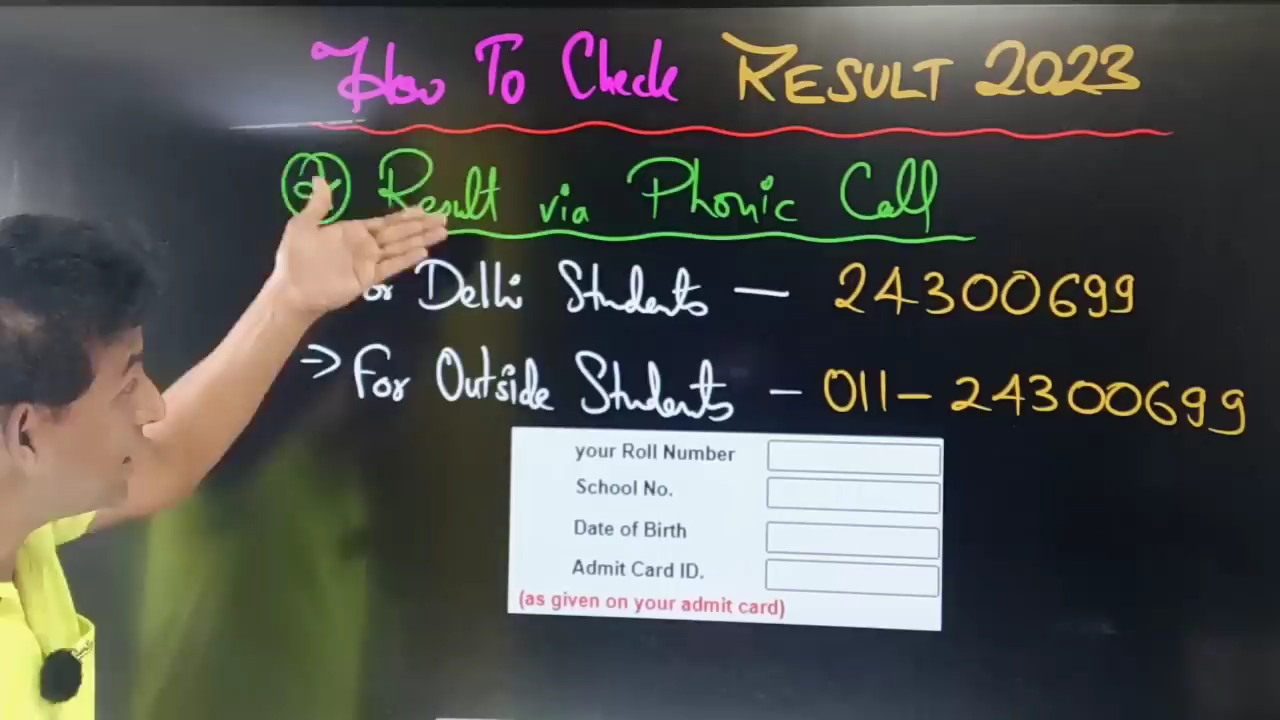 How To Check RESULT 2023
Result via Phonic Call
Delhi Students — 24300699
→ For Outside Students – 011-24300699
your Roll Number
School No.
Date of Birth
Admit Card ID.
(as given on your admit card)